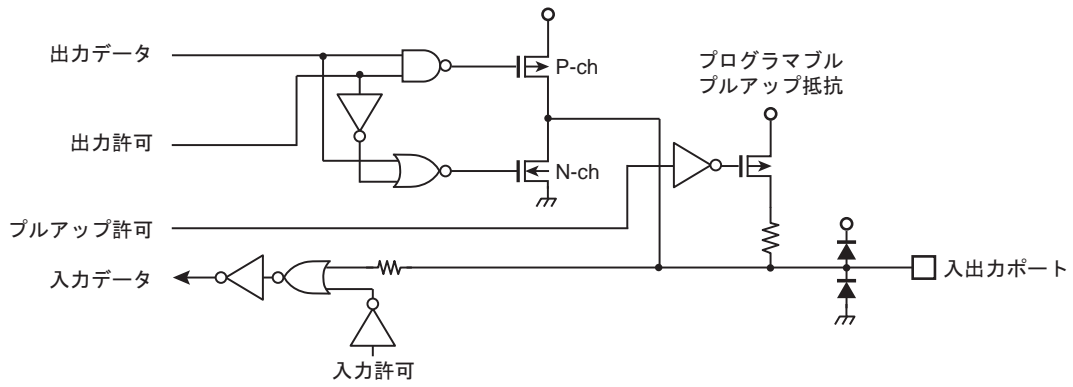 出力データ
P-ch
プログラマブル
プルアップ抵抗
出力許可
N-ch
プルアップ許可
入力データ
入出力ポート
入力許可